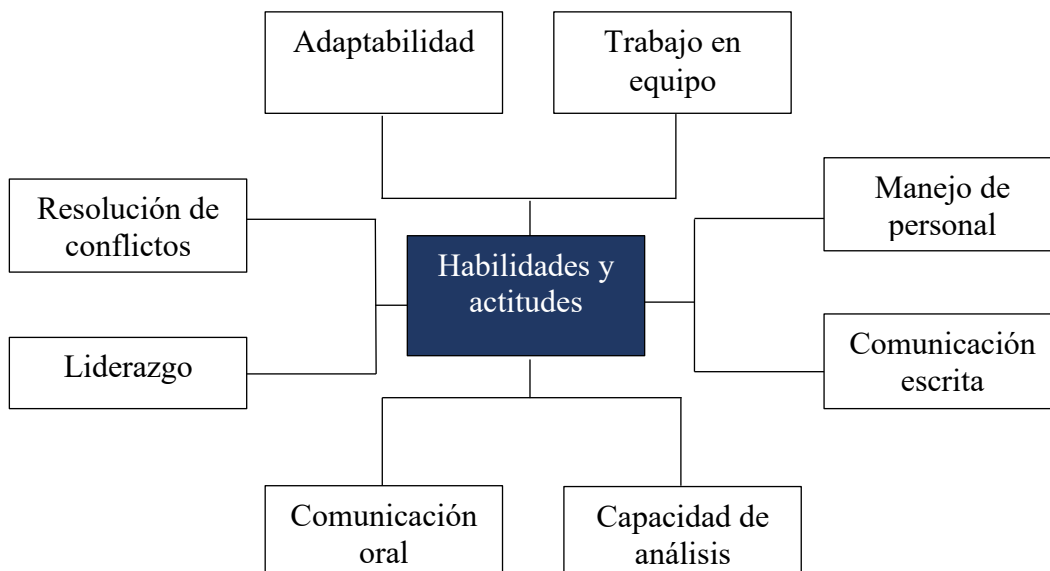 Adaptabilidad
Trabajo en
equipo
Resolución de
conflictos
Manejo de
personal
Habilidades y
actitudes
Liderazgo
Comunicación
escrita
Comunicación
oral
Capacidad de
análisis